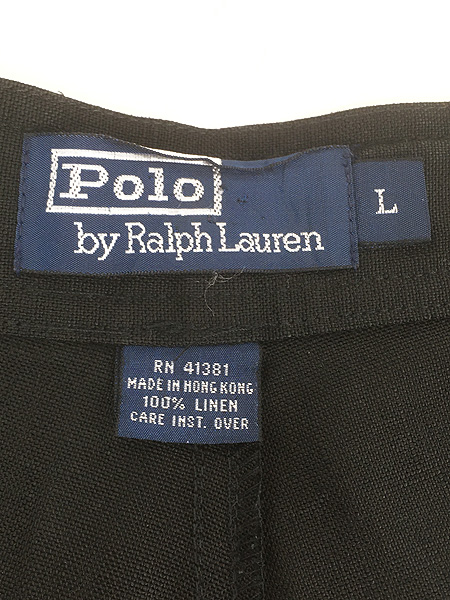 Polo
by Ralph Lauren
L
RN 41381
MADE IN HONG KONG
100% LINEN
CARE INST. OVER